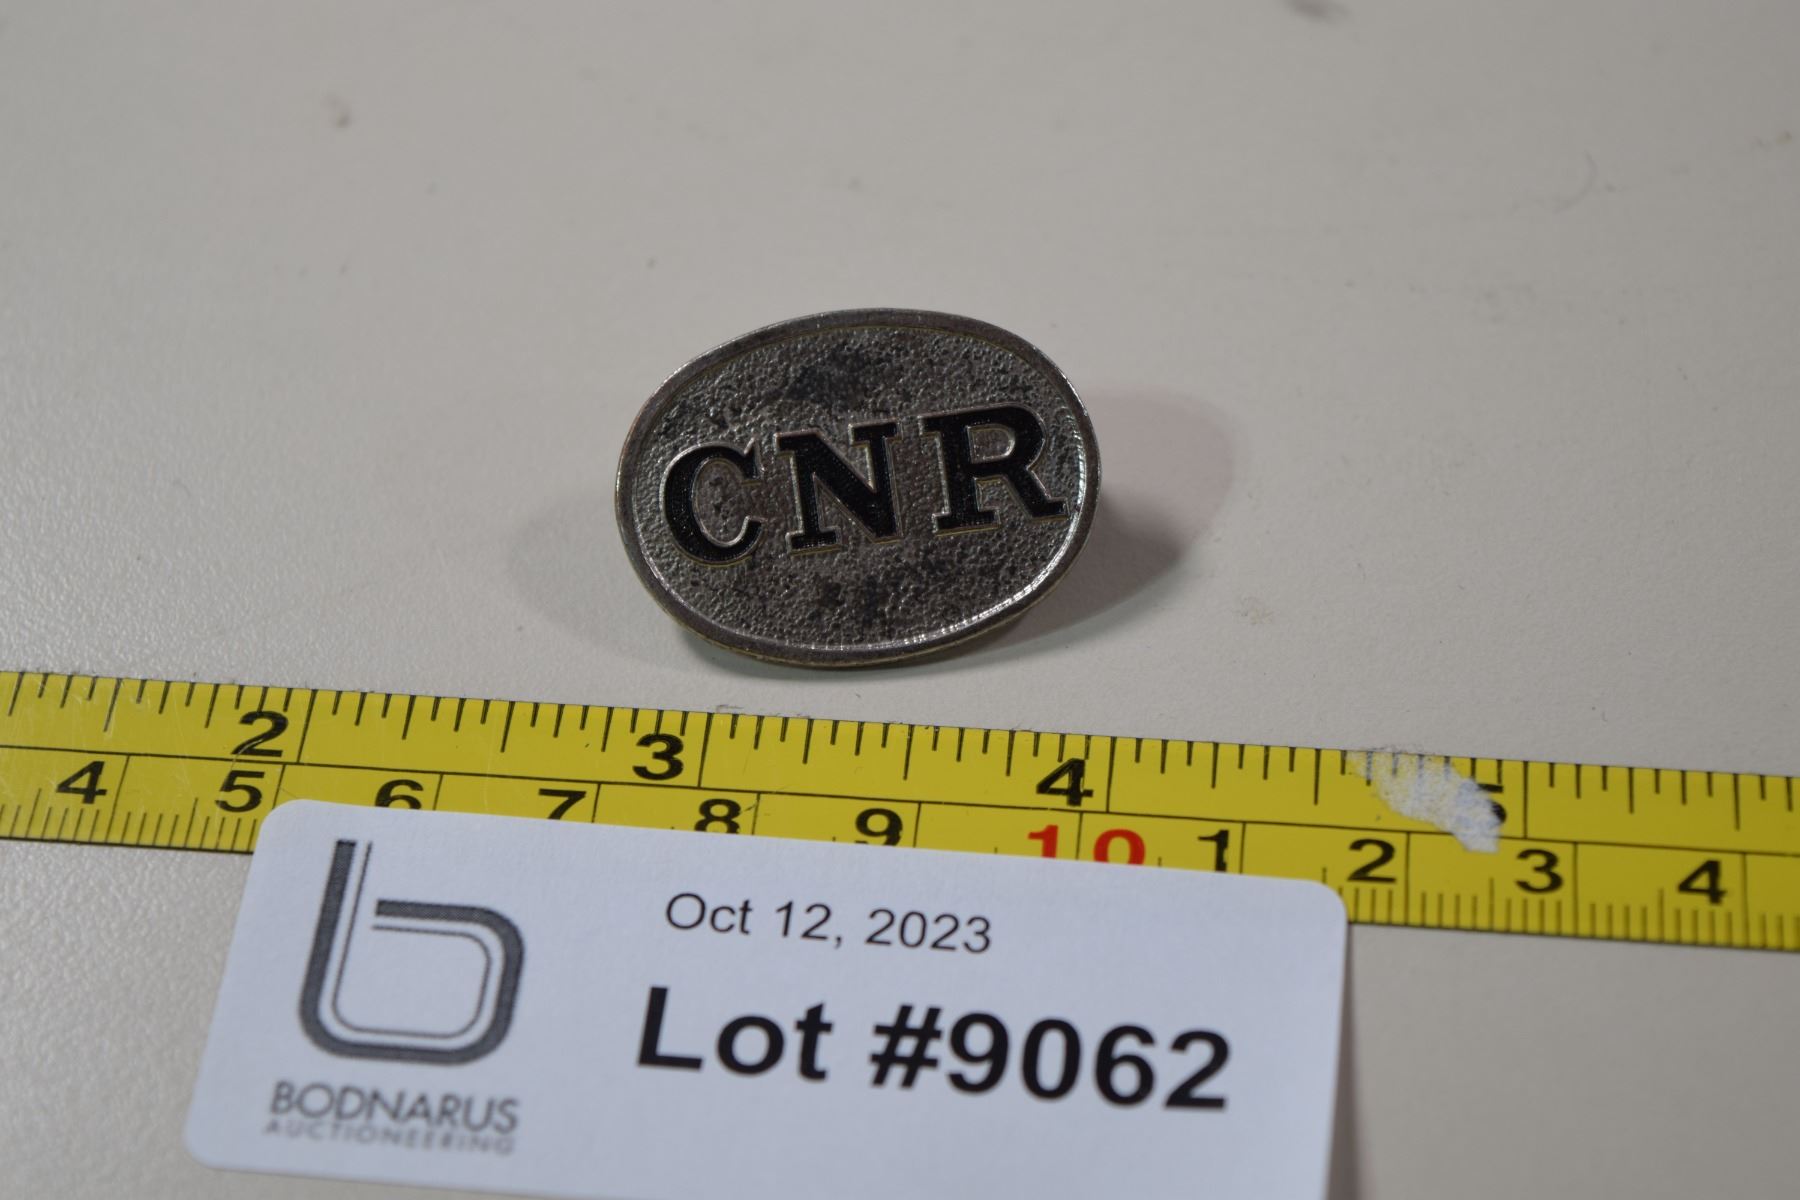 CNR
2 3 4
4 5 6 7 8 9 10 1 2 3 4
Oct 12, 2023
Lot #9062
BODNARUS
AUCTIONEERING